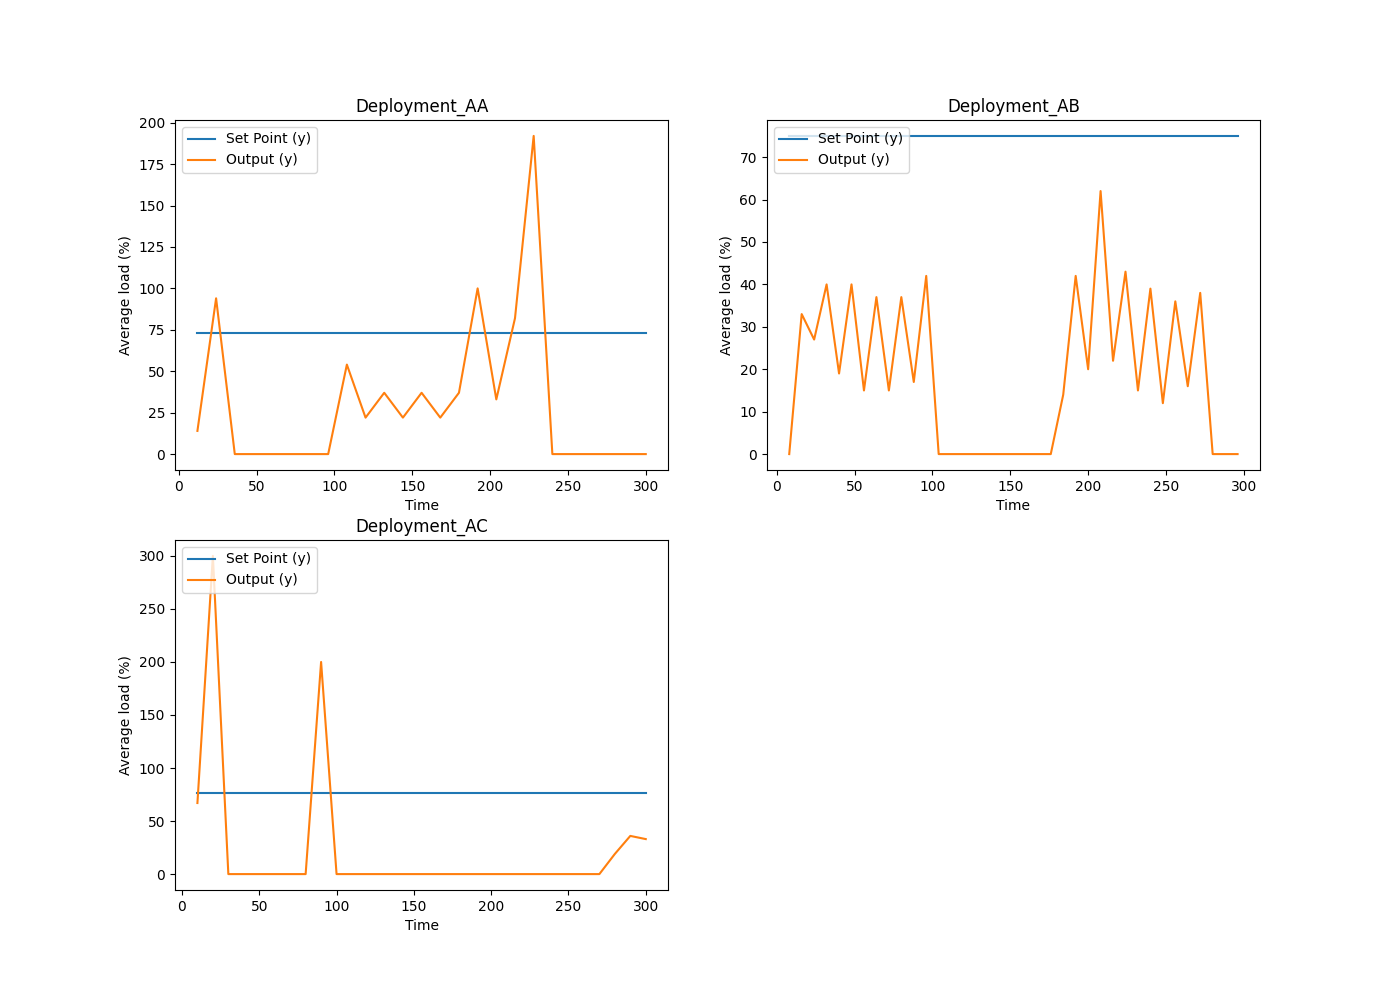 Deployment_AA
Set Point (y)
Output (y)
Average load (%)
200
175
150
125
100
75
50
25
0
0 50 100 150 200 250 300
Time
Deployment_AB
Set Point (y)
Output (y)
Average load (%)
70
60
50
40
30
20
10
0
0 50 100 150 200 250 300
Time
Deployment_AC
Set Point (y)
Output (y)
Average load (%)
300
250
200
150
100
50
0
0 50 100 150 200 250 300
Time